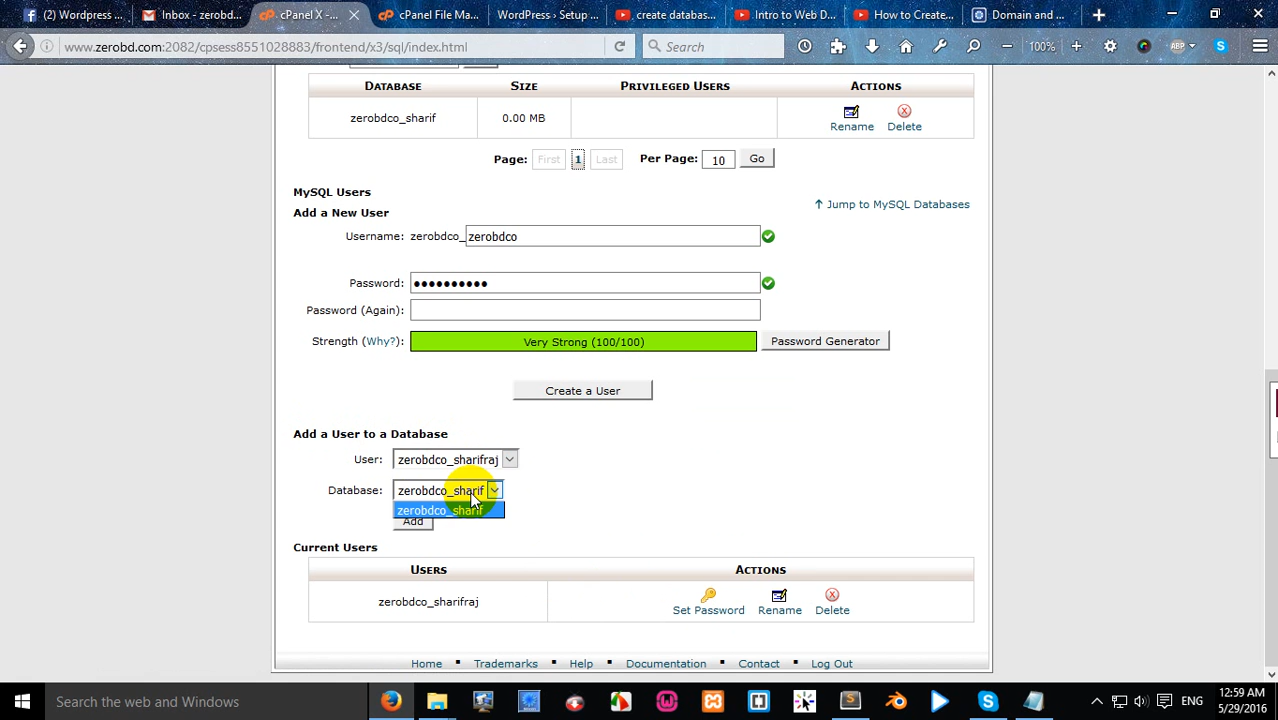 Wordpress ...
Inbox - zerobd...
cPanel X -...
cPanel File Ma...
WordPress › Setup ...
create databas...
Intro to Web D...
How to Create...
Domain and ...
www.zerobd.com:2082/cpsess8551028883/frontend/x3/sql/index.html
Search
100%
ABP
DATABASE SIZE PRIVILEGED USERS ACTIONS
zerobdco_sharif 0.00 MB Rename Delete
Page: First 1 Last Per Page: 10 Go
MySQL Users
Jump to MySQL Databases
Add a New User
Username: zerobdco_ zerobdco
Password: ●●●●●●●●●●
Password (Again):
Strength (Why?): Very Strong (100/100) Password Generator
Create a User
Add a User to a Database
User: zerobdco_sharifraj
Database: zerobdco_sharif
zerobdco_sharif
Add
Current Users
USERS ACTIONS
zerobdco_sharifraj Set Password Rename Delete
Home ▪ Trademarks ▪ Help ▪ Documentation ▪ Contact ▪ Log Out
Search the web and Windows
ENG
12:59 AM
5/29/2016